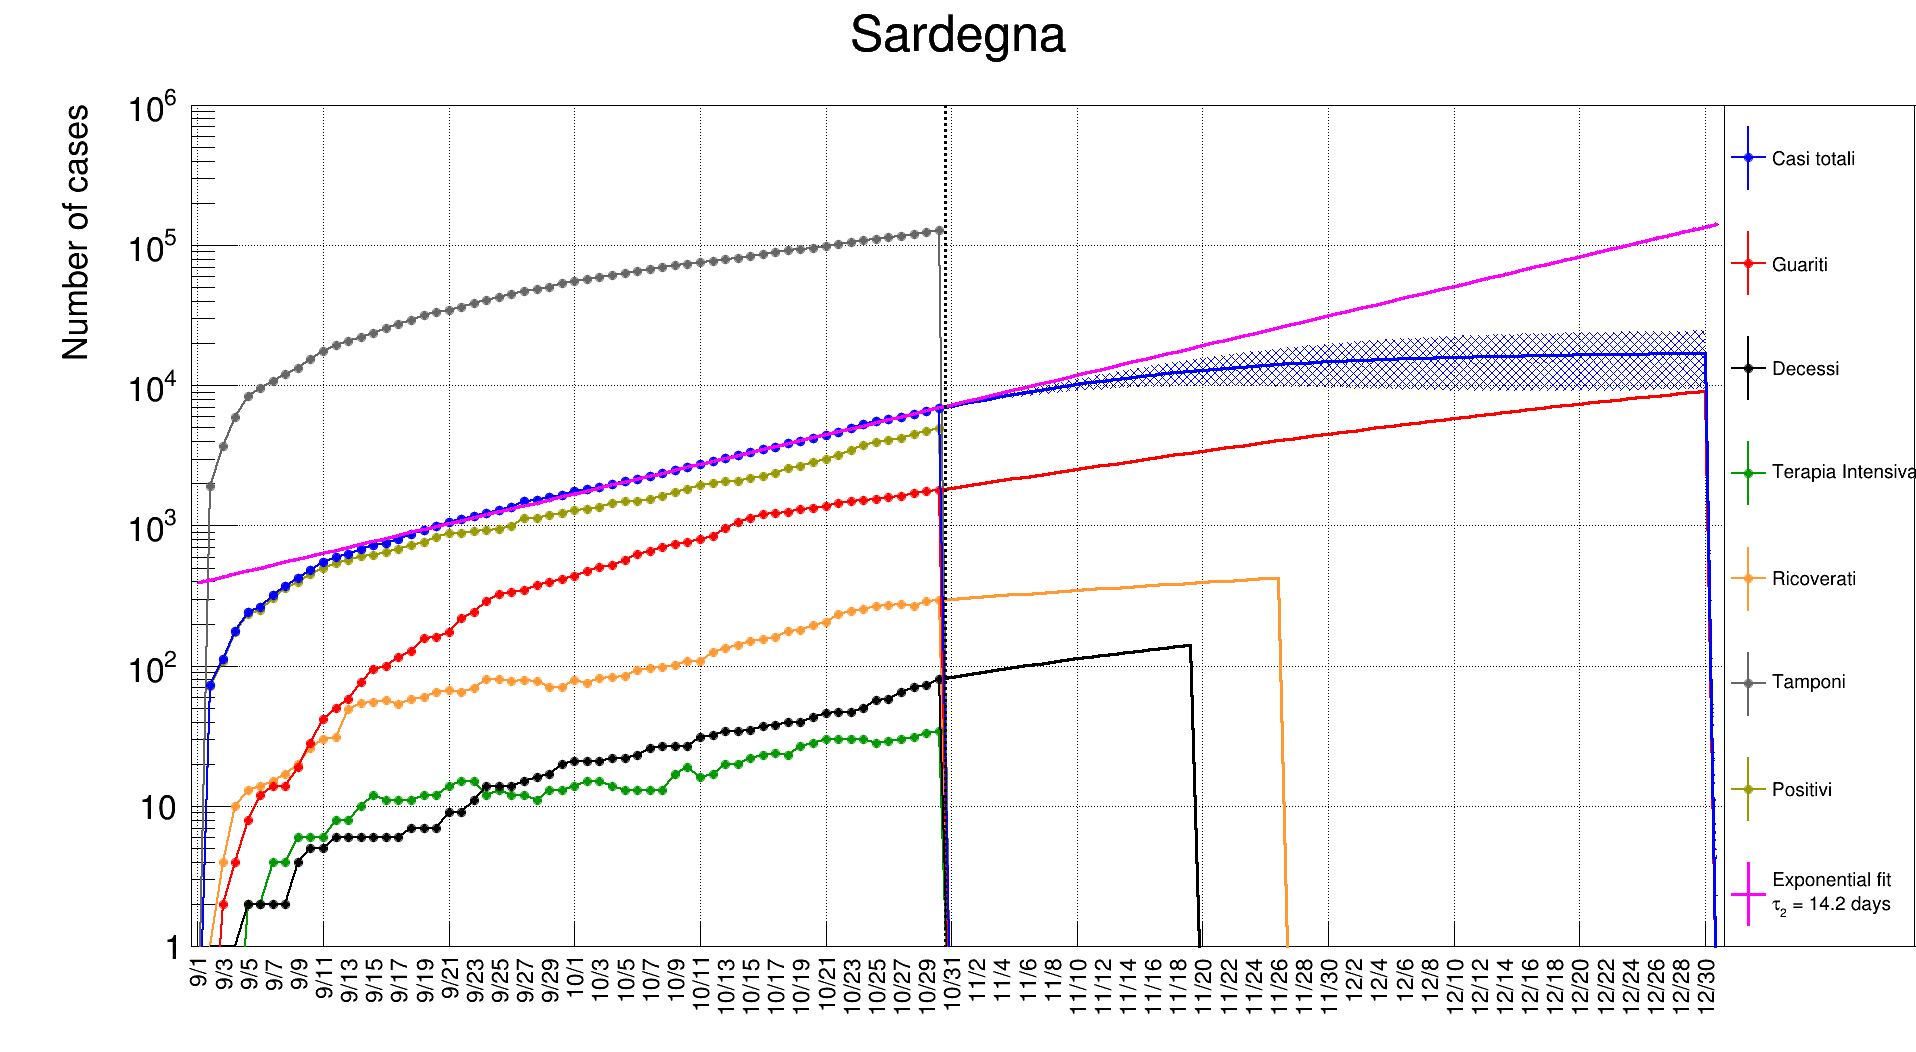 Sardegna
Number of cases
10^6
10^5
10^4
10^3
10^2
10
1
9/1 9/3 9/5 9/7 9/9 9/11 9/13 9/15 9/17 9/19 9/21 9/23 9/25 9/27 9/29 10/1 10/3 10/5 10/7 10/9 10/11 10/13 10/15 10/17 10/19 10/21 10/23 10/25 10/27 10/29 10/31 11/2 11/4 11/6 11/8 11/10 11/12 11/14 11/16 11/18 11/20 11/22 11/24 11/26 11/28 11/30 12/2 12/4 12/6 12/8 12/10 12/12 12/14 12/16 12/18 12/20 12/22 12/24 12/26 12/28 12/30
Casi totali
Guariti
Decessi
Terapia Intensiva
Ricoverati
Tamponi
Positivi
Exponential fit
τ₂ = 14.2 days